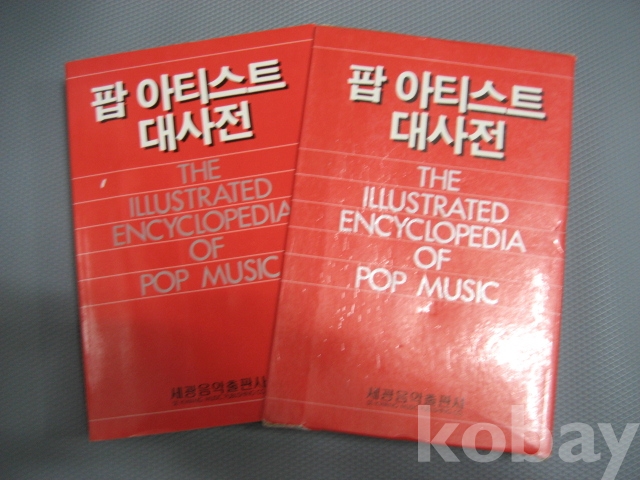 팝 아티스트
대사전
THE
ILLUSTRATED
ENCYCLOPEDIA
OF
POP MUSIC
세광음악출판사
팝 아티스트
대사전
THE
ILLUSTRATED
ENCYCLOPEDIA
OF
POP MUSIC
세광음악출판사
kobay